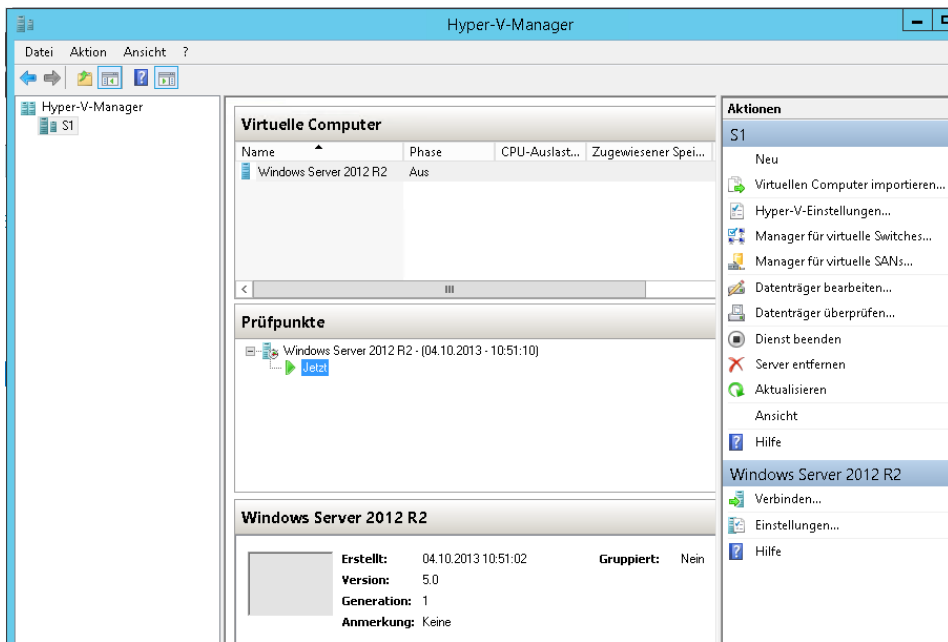 Hyper-V-Manager
Datei Aktion Ansicht ?
Hyper-V-Manager
S1
Virtuelle Computer
Name Phase CPU-Auslast... Zugewiesener Spei...
Windows Server 2012 R2 Aus
Prüfpunkte
Windows Server 2012 R2 - (04.10.2013 - 10:51:10)
Jetzt
Windows Server 2012 R2
Erstellt: 04.10.2013 10:51:02 Gruppiert: Nein
Version: 5.0
Generation: 1
Anmerkung: Keine
Aktionen
S1
Neu
Virtuellen Computer importieren...
Hyper-V-Einstellungen...
Manager für virtuelle Switches...
Manager für virtuelle SANs...
Datenträger bearbeiten...
Datenträger überprüfen...
Dienst beenden
Server entfernen
Aktualisieren
Ansicht
Hilfe
Windows Server 2012 R2
Verbinden...
Einstellungen...
Hilfe